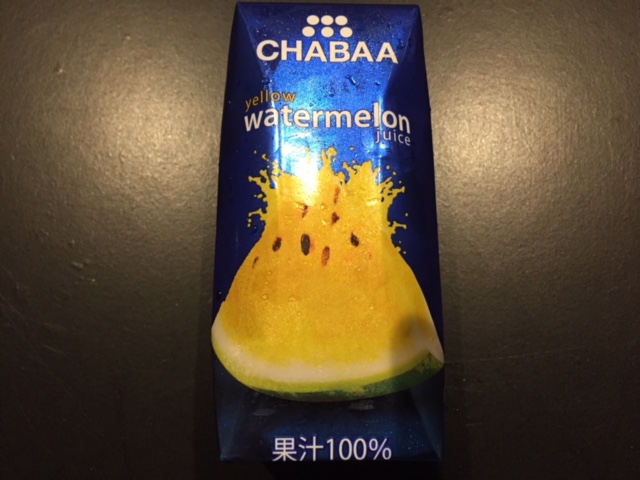 CHABAA
yellow
watermelon
juice
果汁100%